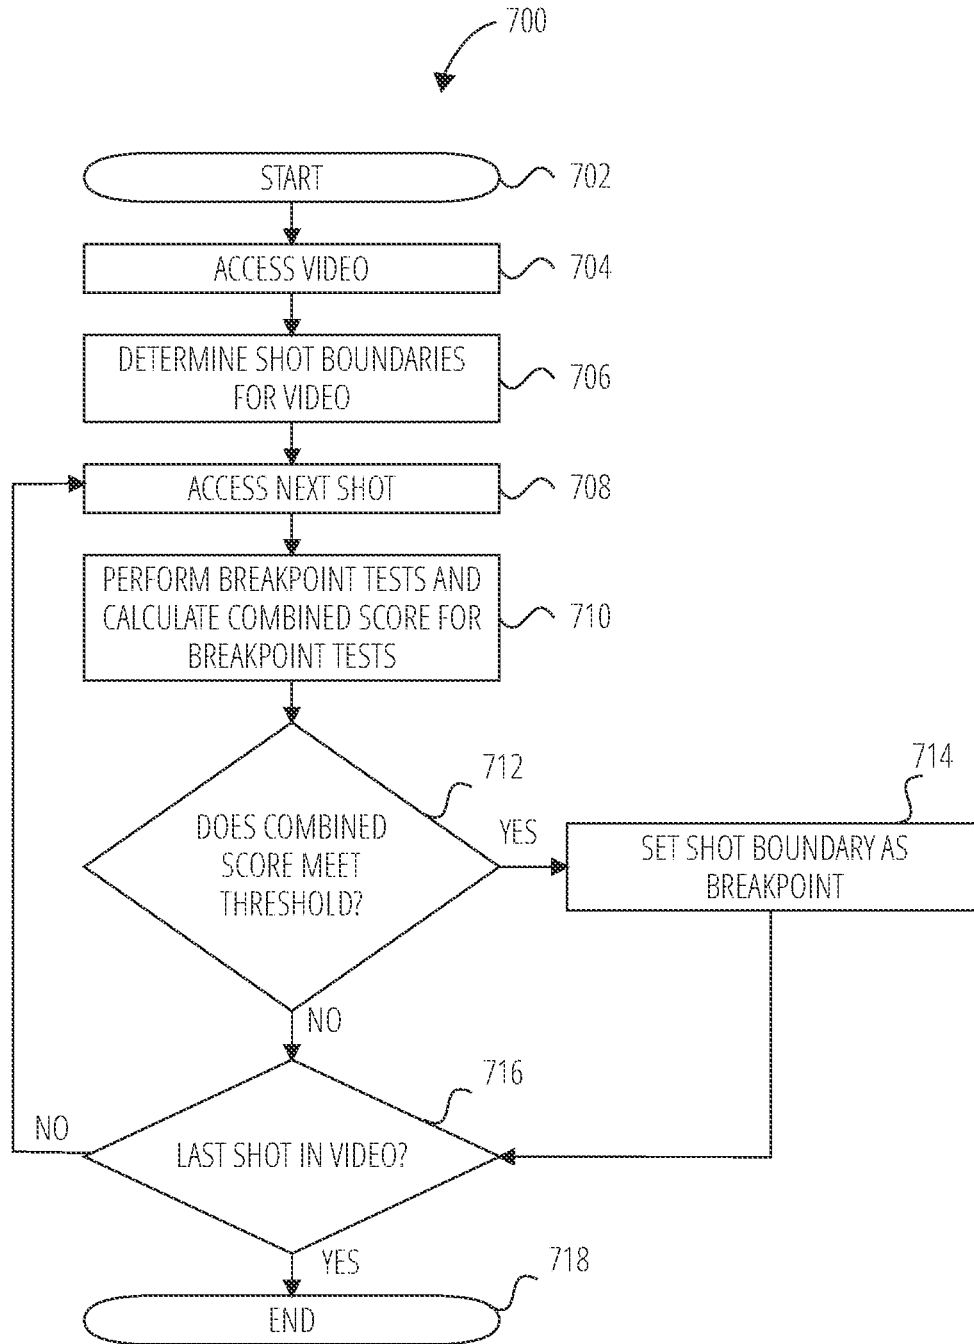 700
START
702
ACCESS VIDEO
704
DETERMINE SHOT BOUNDARIES
FOR VIDEO
706
ACCESS NEXT SHOT
708
PERFORM BREAKPOINT TESTS AND
CALCULATE COMBINED SCORE FOR
BREAKPOINT TESTS
710
712
DOES COMBINED
SCORE MEET
THRESHOLD?
YES
714
SET SHOT BOUNDARY AS
BREAKPOINT
NO
716
LAST SHOT IN VIDEO?
NO
YES
718
END